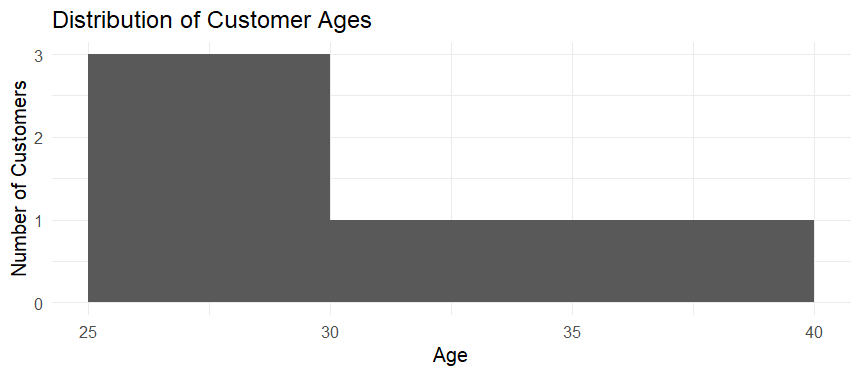 Distribution of Customer Ages
Number of Customers
3
2
1
0
25 30 35 40
Age